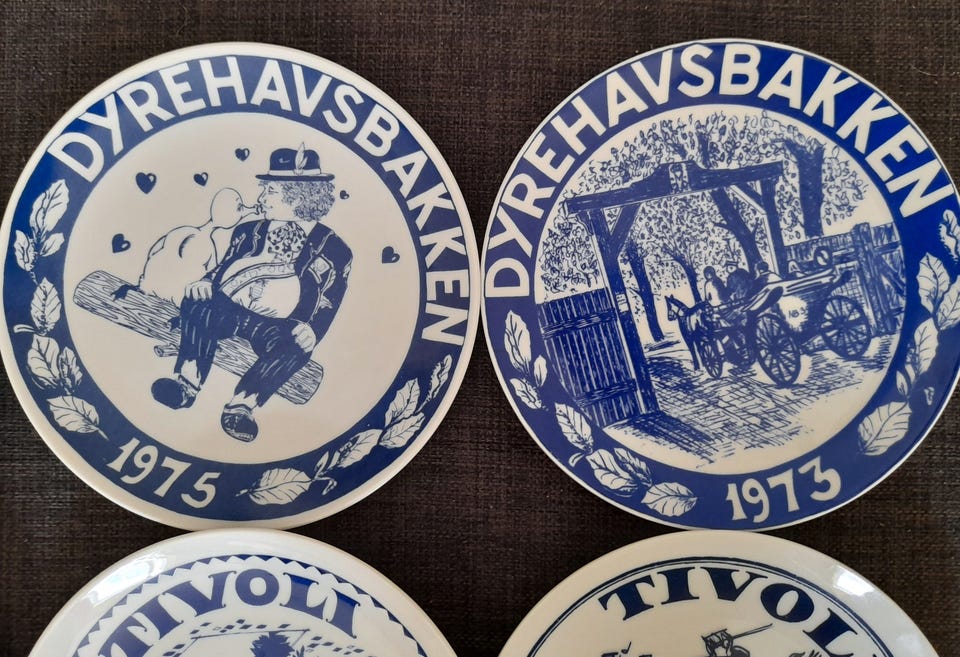 DYREHAVSBAKKEN
1975
DYREHAVSBAKKEN
1973
TIVOLI
TIVOLI